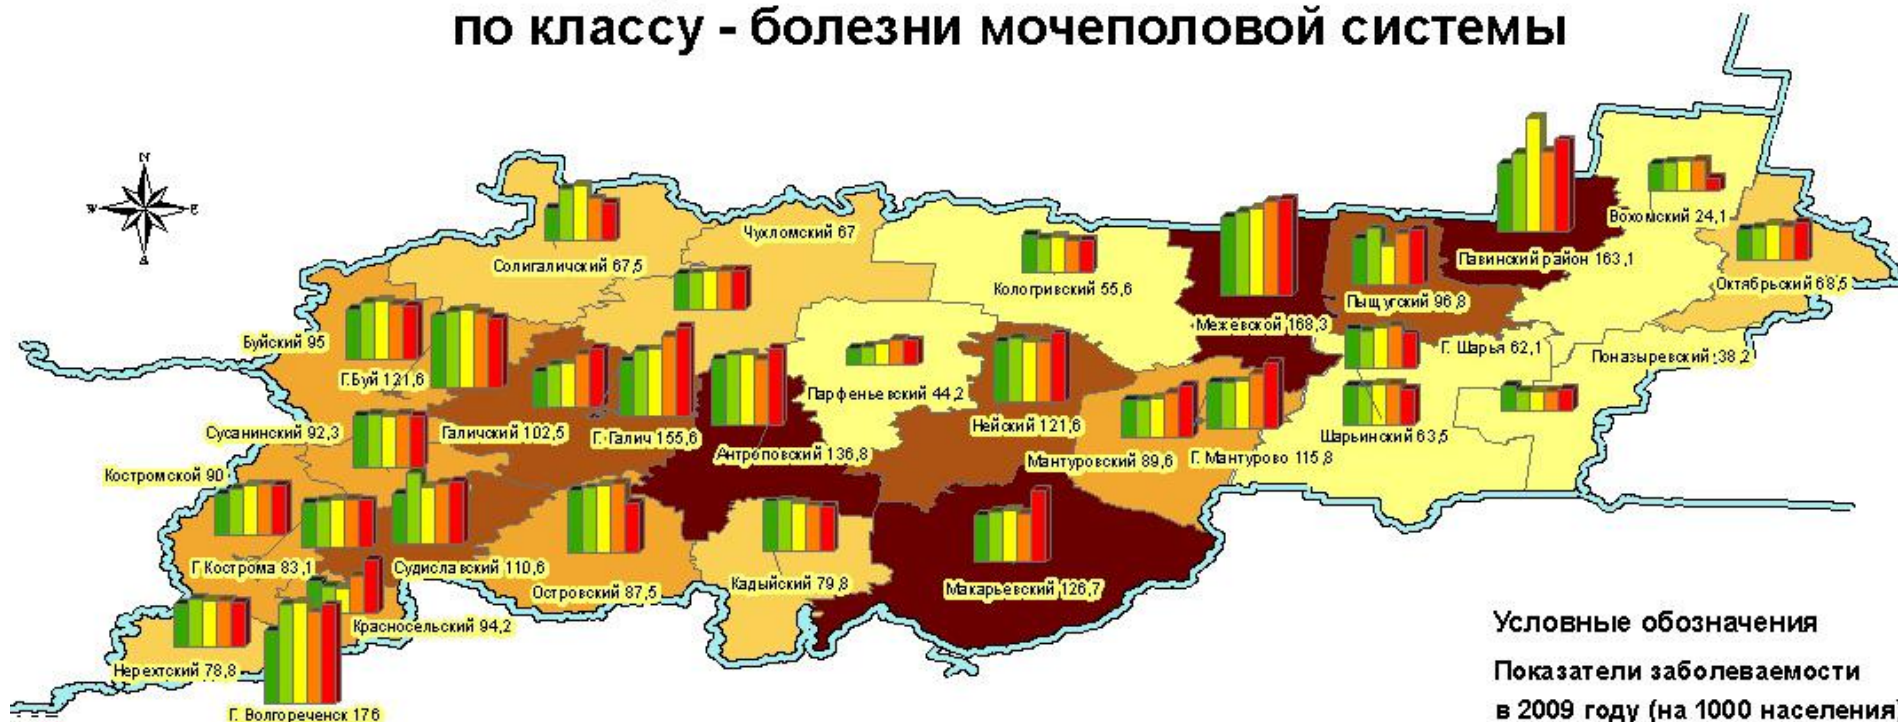 по классу - болезни мочеполовой системы
N
W
E
Вохомский 24,1
Чухломский 67
Павинский район 163,1
Солигаличский 67,5
Октябрьский 68,5
Кологривский 55,6
Пыщугский 96,8
Межевской 168,3
Буйский 95
Г. Шарья 62,1
Поназыревский 38,2
Г.Буй 121,6
Парфеньевский 44,2
Сусанинский 92,3
Галичский 102,5
Г. Галич 155,6
Нейский 121,6
Шарьинский 63,5
Антроповский 136,8
Мантуровский 89,6
Г. Мантурово 115,8
Костромской 90
Г.Кострома 83,1
Судиславский 110,6
Островский 87,5
Кадыйский 79,8
Макарьевский 126,7
Красносельский 94,2
Нерехтский 78,8
Г. Волгореченск 176
Условные обозначения
Показатели заболеваемости
в 2009 году (на 1000 населения)